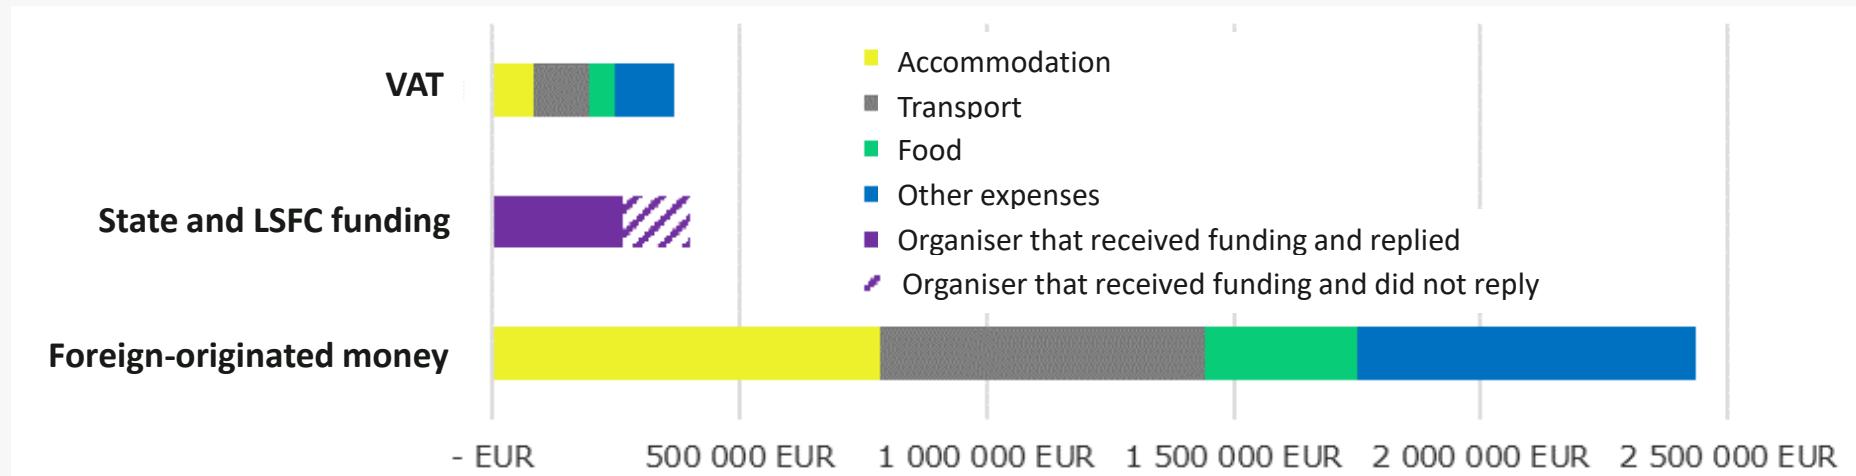 VAT
State and LSFC funding
Foreign-originated money
Accommodation
Transport
Food
Other expenses
Organiser that received funding and replied
Organiser that received funding and did not reply
- EUR
500 000 EUR
1 000 000 EUR
1 500 000 EUR
2 000 000 EUR
2 500 000 EUR